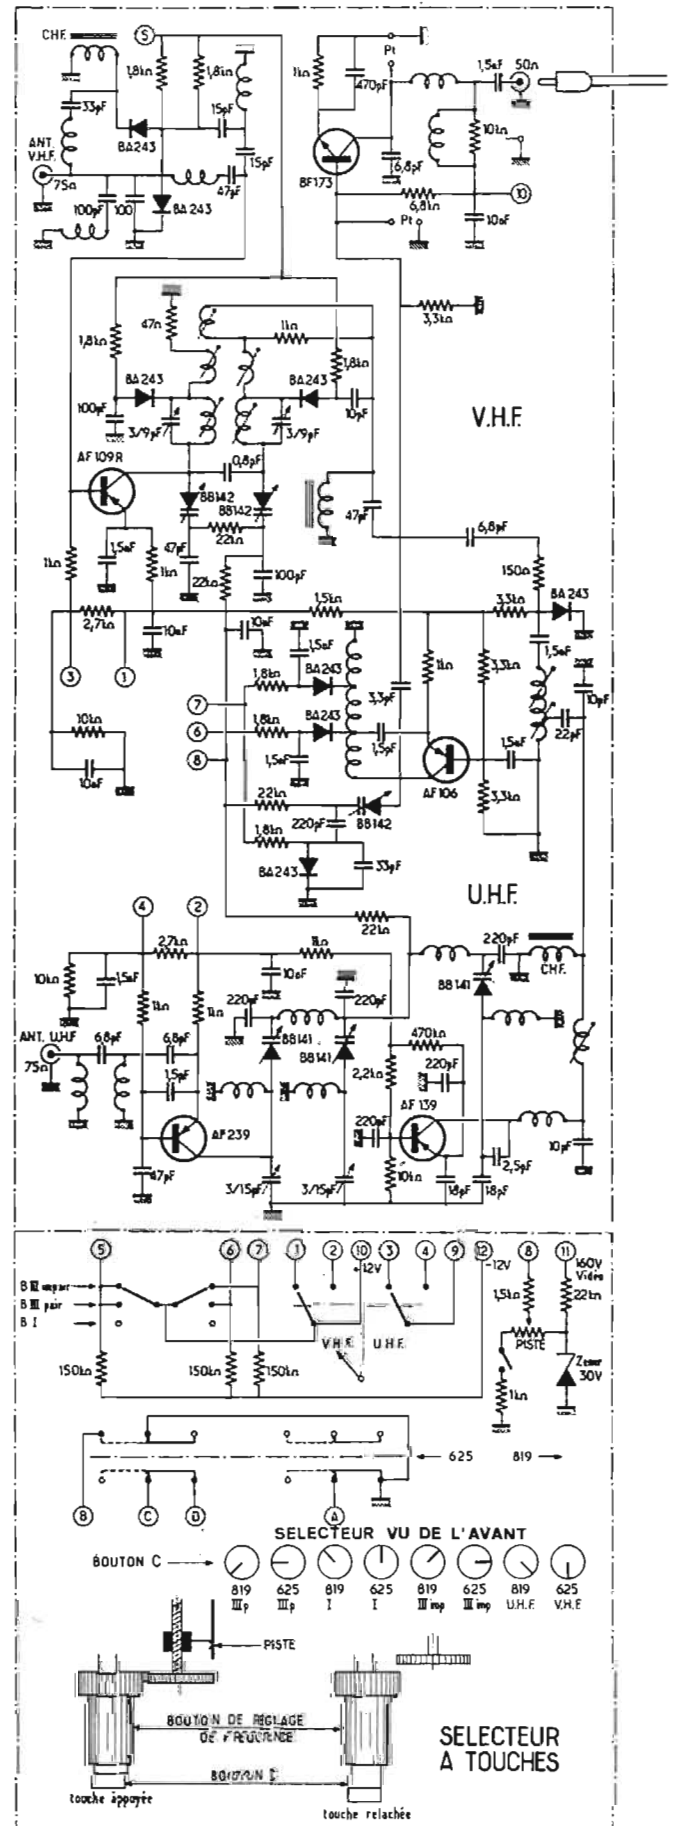 CHF.
S
1,8kΩ
1,8kΩ
33pF
BA243
15pF
ANT. V.H.F.
75Ω
15pF
47pF
100pF
100
BA243
1kΩ
470pF
Pt
1,5nF
50Ω
10kΩ
BF173
6,8pF
6,8kΩ
10
Pt
10nF
3,3kΩ
1,8kΩ
47Ω
1kΩ
1,8kΩ
BA243
BA243
100pF
3/9pF
3/9pF
10pF
V.H.F.
AF109R
0,8pF
BB142
BB142
22kΩ
47pF
6,8pF
1kΩ
1,5nF
1kΩ
47pF
22kΩ
100pF
150Ω
BA243
2,7kΩ
10nF
10nF
1,5kΩ
3,3kΩ
1,5nF
3
1
1,5nF
1,8kΩ
BA243
1kΩ
3,3kΩ
10pF
7
3,3pF
10kΩ
6
1,8kΩ
BA243
1,5pF
22pF
8
1,5nF
AF106
1,5nF
10nF
22kΩ
220pF
BB142
3,3kΩ
1,8kΩ
BA243
33pF
U.H.F.
4
2
22kΩ
2,7kΩ
1kΩ
220pF
CHF.
10kΩ
1,5nF
10nF
BB141
1kΩ
1kΩ
220pF
220pF
ANT. U.H.F
75Ω
6,8pF
6,8pF
BB141
BB141
470kΩ
2,2kΩ
220pF
1,5pF
AF239
220pF
AF139
47pF
3/15pF
3/15pF
10kΩ
18pF
2,5pF
18pF
10pF
5
6
7
1
2
10
3
4
9
12
8
11
-12V
-12V
160V Vidéo
B III impair
B III pair
B I
1,5kΩ
22kΩ
V.H.F.
U.H.F.
PISTE
150kΩ
150kΩ
150kΩ
1kΩ
Zener 30V
625
819
B
C
D
A
SELECTEUR VU DE L'AVANT
BOUTON C
819 IIIp
625 IIIp
819 I
625 I
819 III imp
625 III imp
819 U.H.F.
625 V.H.F.
PISTE
BOUTON DE REGLAGE
DE FREQUENCE
BOUTON D
touche appuyée
touche relachée
SELECTEUR
A TOUCHES